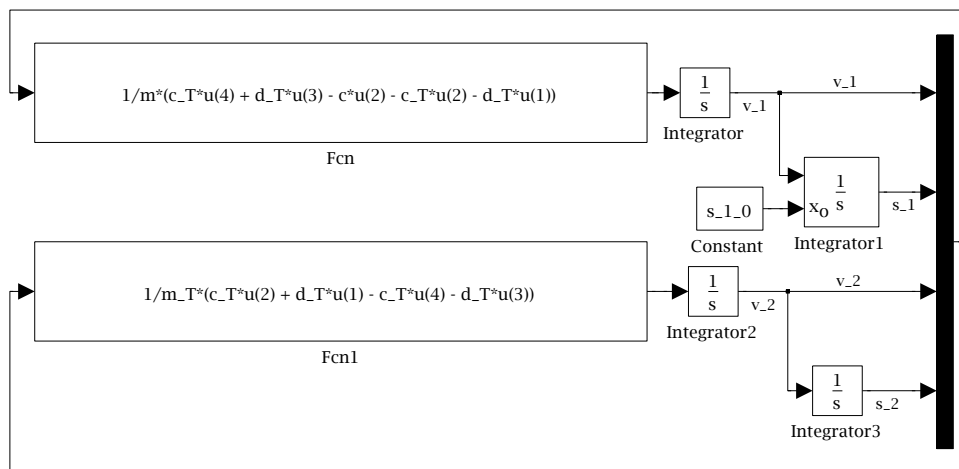 1/m*(c_T*u(4) + d_T*u(3) - c*u(2) - c_T*u(2) - d_T*u(1))
Fcn
1
s
v_1
Integrator
v_1
1
s
xo
s_1
Integrator1
s_1_0
Constant
1/m_T*(c_T*u(2) + d_T*u(1) - c_T*u(4) - d_T*u(3))
Fcn1
1
s
v_2
Integrator2
v_2
1
s
s_2
Integrator3